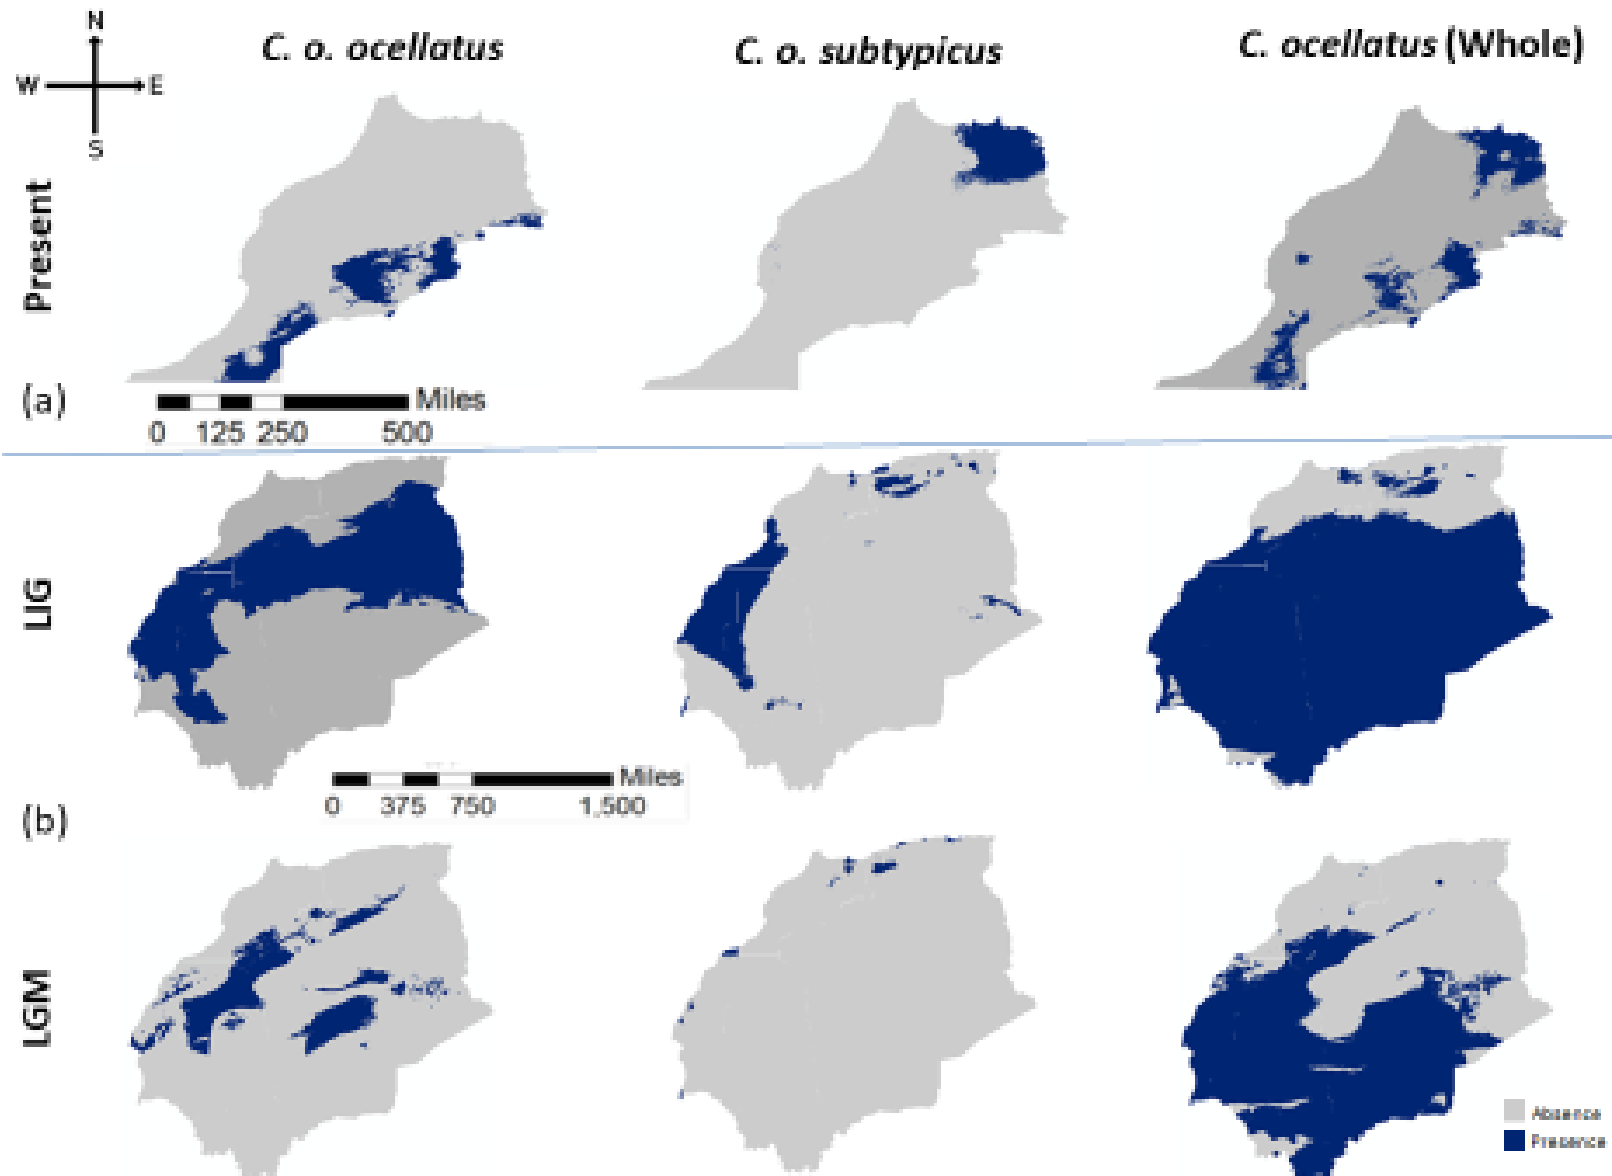 N
W E
S
C. o. ocellatus
C. o. subtypicus
C. ocellatus (Whole)
Present
(a)
Miles
0 125 250 500
LIG
Miles
0 375 750 1.500
(b)
LGM
Absence
Presence